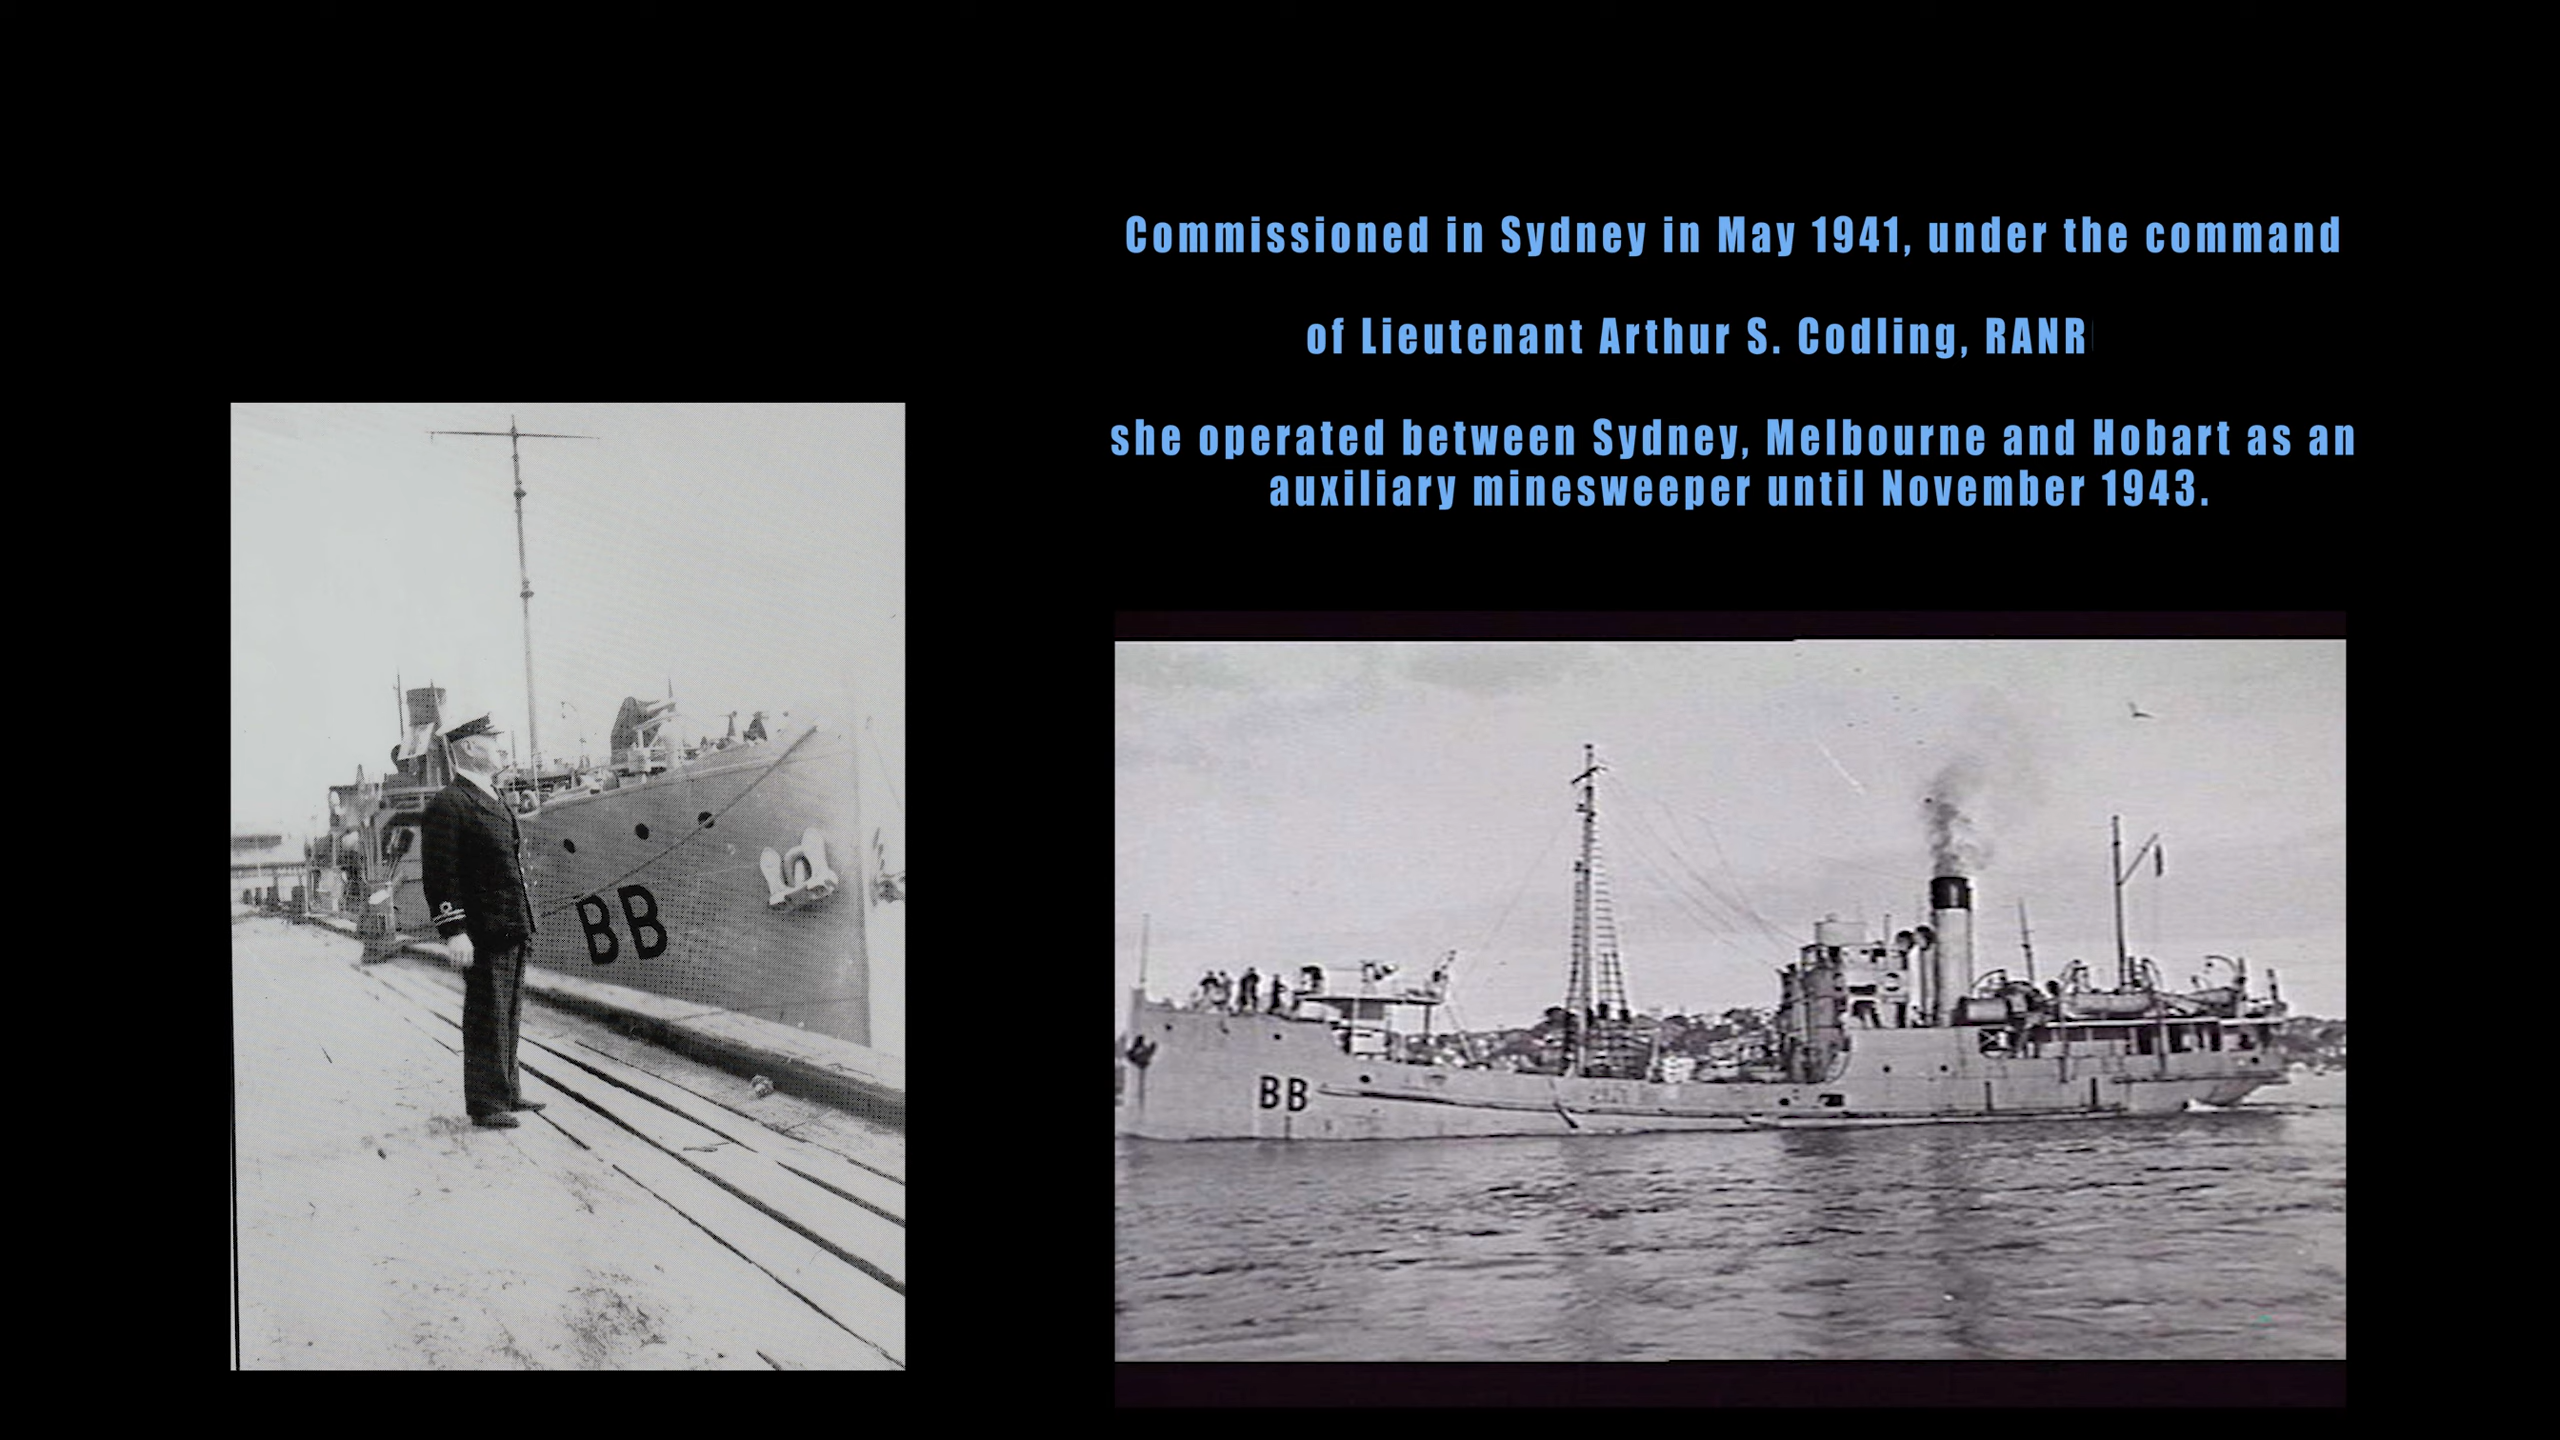 Commissioned in Sydney in May 1941, under the command
of Lieutenant Arthur S. Codling, RANR
she operated between Sydney, Melbourne and Hobart as an
auxiliary minesweeper until November 1943.
BB
BB